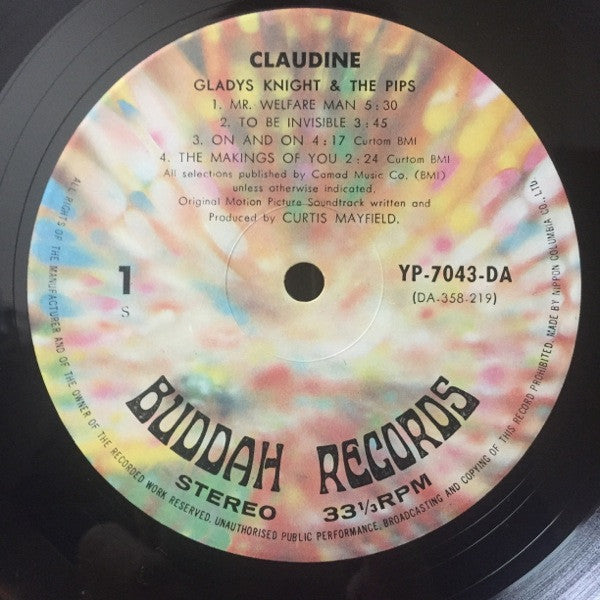 CLAUDINE
GLADYS KNIGHT & THE PIPS
1. MR. WELFARE MAN 5:30
2. TO BE INVISIBLE 3:45
3. ON AND ON 4:17 Curtom BMI
4. THE MAKINGS OF YOU 2:24 Curtom BMI
All selections published by Camad Music Co. (BMI)
unless otherwise indicated.
Original Motion Picture Soundtrack written and
Produced by CURTIS MAYFIELD.
1
S
YP-7043-DA
(DA-358-219)
BUDDAH RECORDS
STEREO 33⅓RPM
ALL RIGHTS OF THE MANUFACTURER AND OF THE OWNER OF THE RECORDED WORK RESERVED. UNAUTHORISED PUBLIC PERFORMANCE, BROADCASTING AND COPYING OF THIS RECORD PROHIBITED. MADE BY NIPPON COLUMBIA CO., LTD.